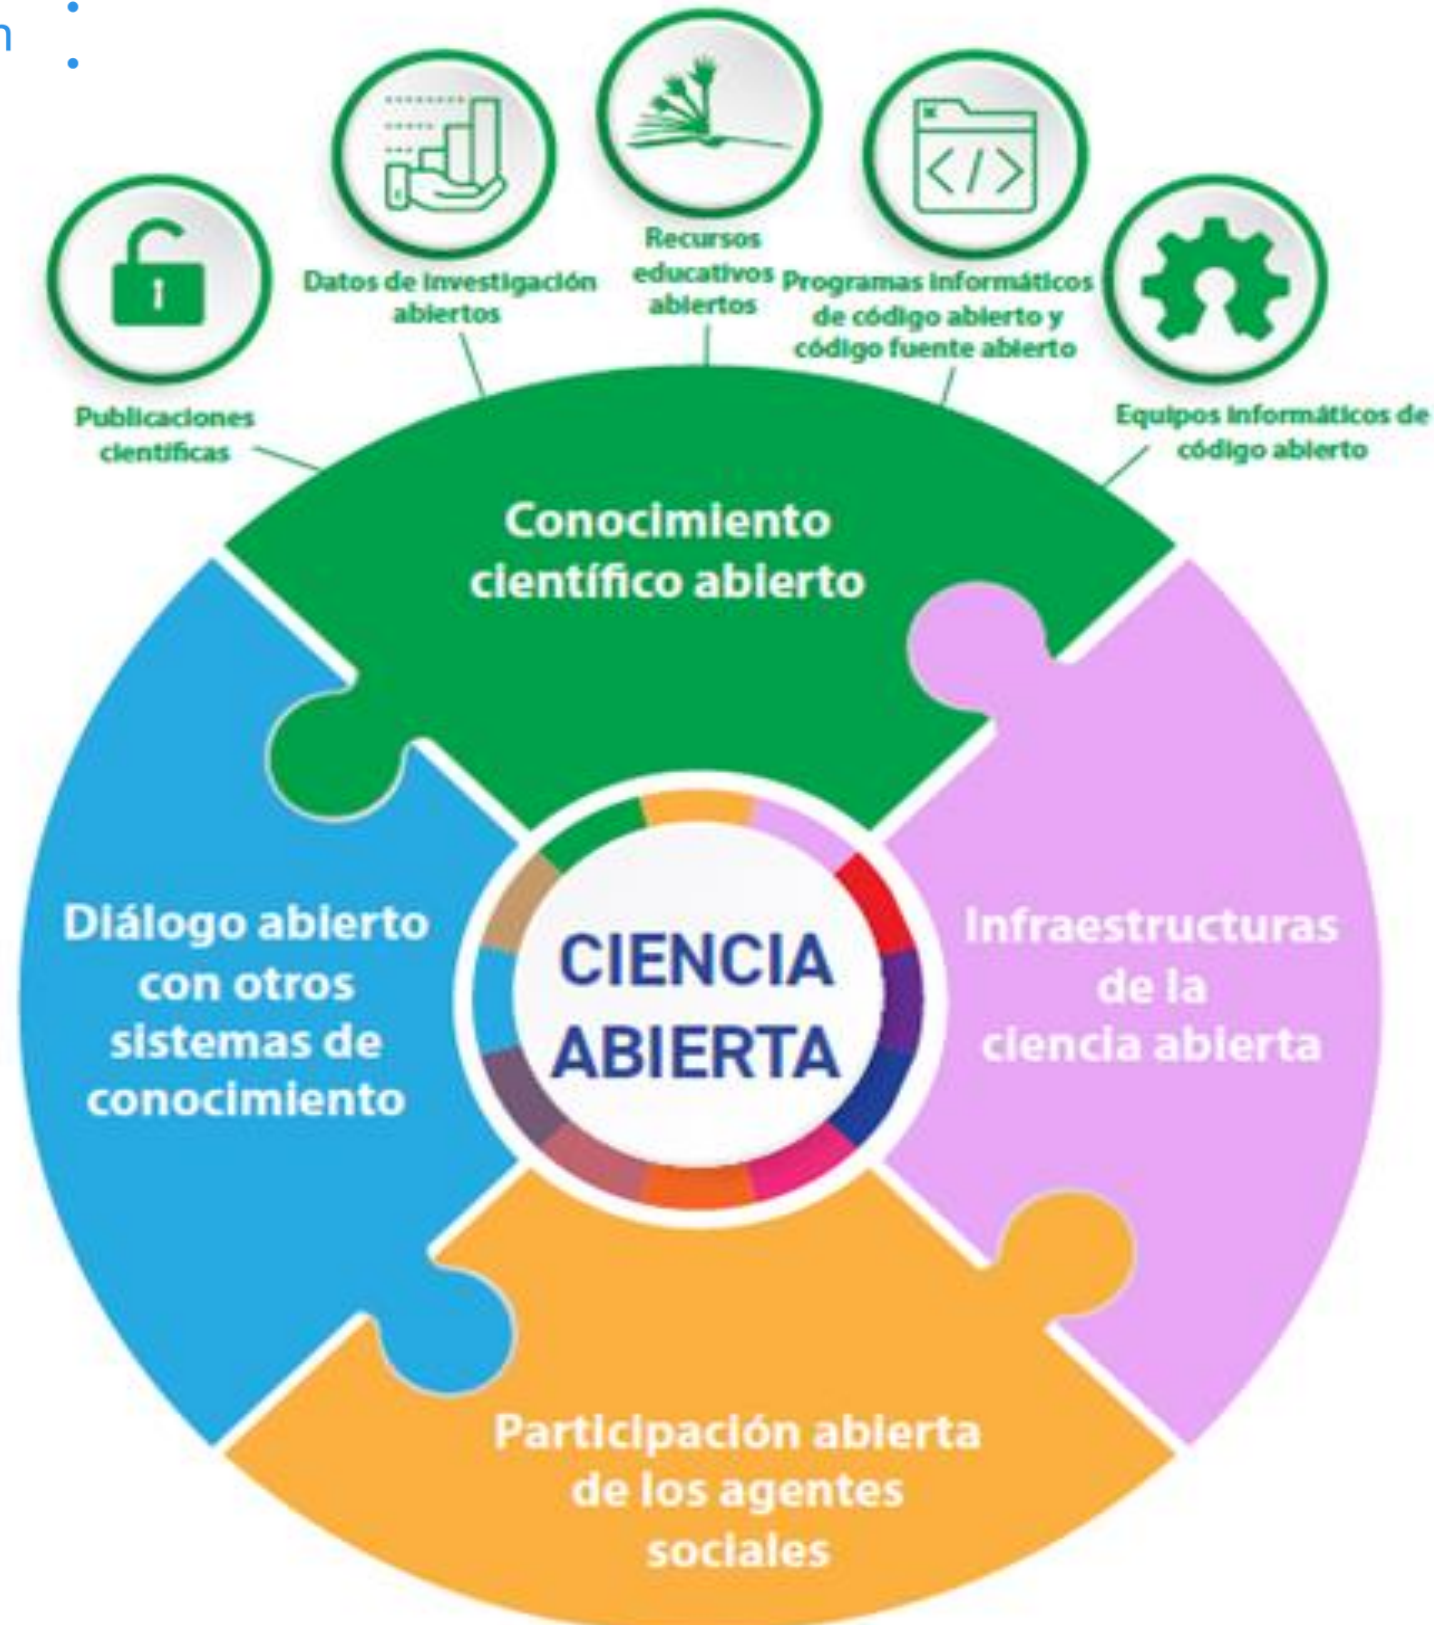 n
Publicaciones
científicas
Datos de investigación
abiertos
Recursos
educativos
abiertos
Programas informáticos
de código abierto y
código fuente abierto
Equipos informáticos de
código abierto
</>
Conocimiento
científico abierto
Diálogo abierto
con otros
sistemas de
conocimiento
CIENCIA
ABIERTA
Infraestructuras
de la
ciencia abierta
Participación abierta
de los agentes
sociales